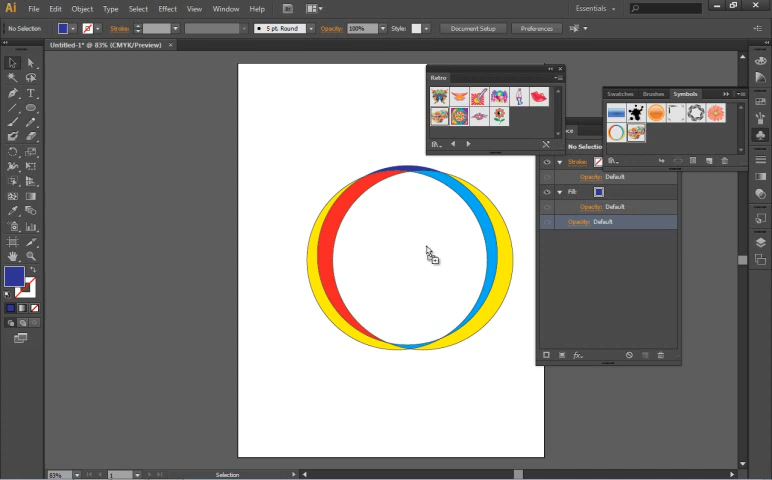 Ai File Edit Object Type Select Effect View Window Help Essentials
No Selection Stroke: 5 pt. Round Opacity: 100% Style: Document Setup Preferences
Untitled-1* @ 83% (CMYK/Preview) ×
Retro
Swatches Brushes Symbols
No Selectio
Stroke:
Opacity: Default
Fill:
Opacity: Default
Opacity: Default
fx
83% 1 Selection